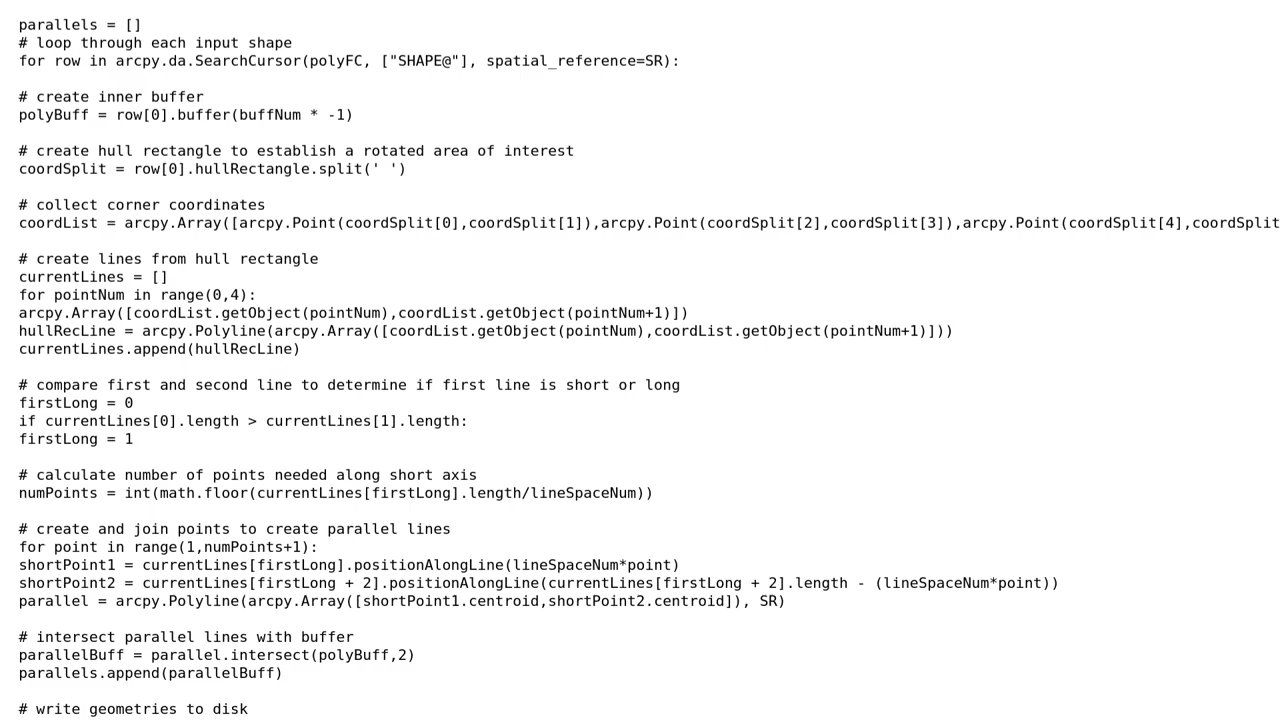 parallels = []
# loop through each input shape
for row in arcpy.da.SearchCursor(polyFC, ["SHAPE@"], spatial_reference=SR):
# create inner buffer
polyBuff = row[0].buffer(buffNum * -1)
# create hull rectangle to establish a rotated area of interest
coordSplit = row[0].hullRectangle.split(' ')
# collect corner coordinates
coordList = arcpy.Array([arcpy.Point(coordSplit[0],coordSplit[1]),arcpy.Point(coordSplit[2],coordSplit[3]),arcpy.Point(coordSplit[4],coordSplit
# create lines from hull rectangle
currentLines = []
for pointNum in range(0,4):
arcpy.Array([coordList.getObject(pointNum),coordList.getObject(pointNum+1)])
hullRecLine = arcpy.Polyline(arcpy.Array([coordList.getObject(pointNum),coordList.getObject(pointNum+1)]))
currentLines.append(hullRecLine)
# compare first and second line to determine if first line is short or long
firstLong = 0
if currentLines[0].length > currentLines[1].length:
firstLong = 1
# calculate number of points needed along short axis
numPoints = int(math.floor(currentLines[firstLong].length/lineSpaceNum))
# create and join points to create parallel lines
for point in range(1,numPoints+1):
shortPoint1 = currentLines[firstLong].positionAlongLine(lineSpaceNum*point)
shortPoint2 = currentLines[firstLong + 2].positionAlongLine(currentLines[firstLong + 2].length - (lineSpaceNum*point))
parallel = arcpy.Polyline(arcpy.Array([shortPoint1.centroid,shortPoint2.centroid]), SR)
# intersect parallel lines with buffer
parallelBuff = parallel.intersect(polyBuff,2)
parallels.append(parallelBuff)
# write geometries to disk